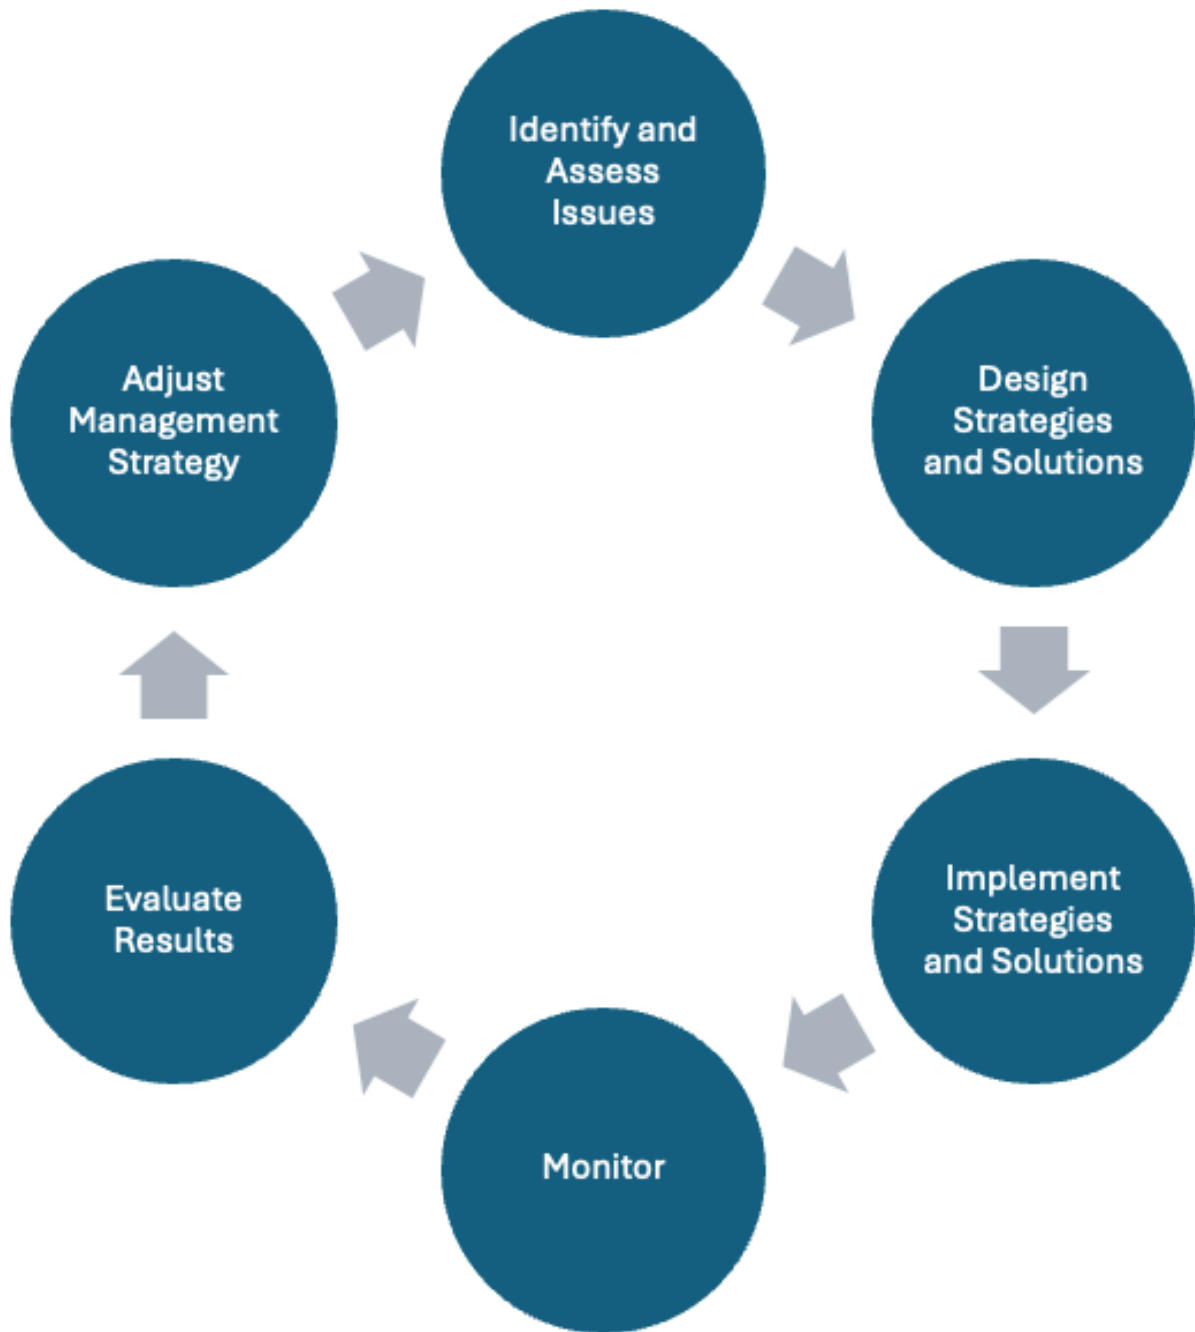 Identify and
Assess
Issues
Design
Strategies
and Solutions
Implement
Strategies
and Solutions
Monitor
Evaluate
Results
Adjust
Management
Strategy